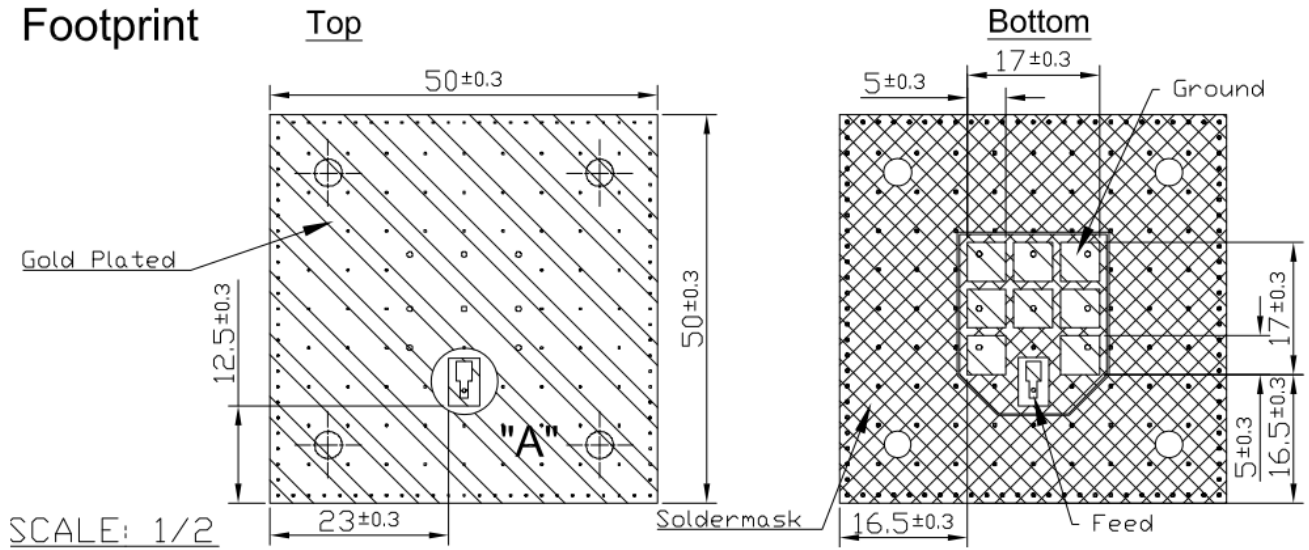 Footprint
Top
Bottom
50±0.3
17±0.3
5±0.3
Ground
Gold Plated
12,5±0.3
50±0.3
17±0.3
"A"
5±0.3
16,5±0.3
SCALE: 1/2
23±0.3
Soldermask
16,5±0.3
Feed